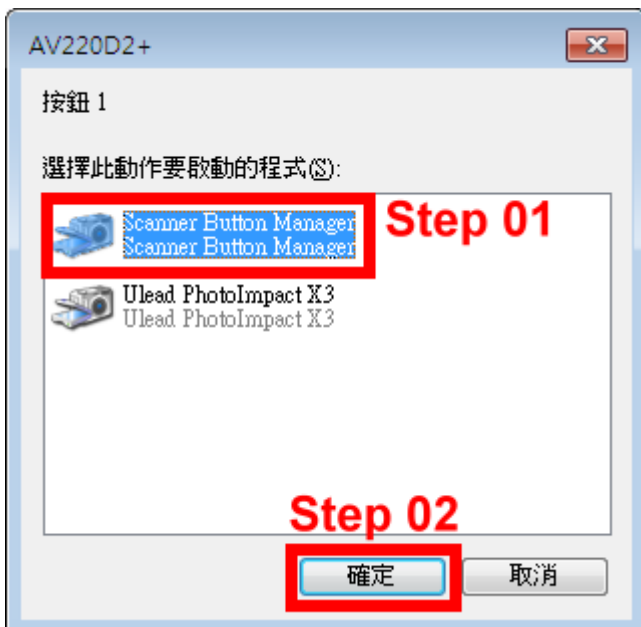 AV220D2+
按鈕 1
選擇此動作要啟動的程式(S):
Scanner Button Manager
Scanner Button Manager
Step 01
Ulead PhotoImpact X3
Ulead PhotoImpact X3
Step 02
確定
取消